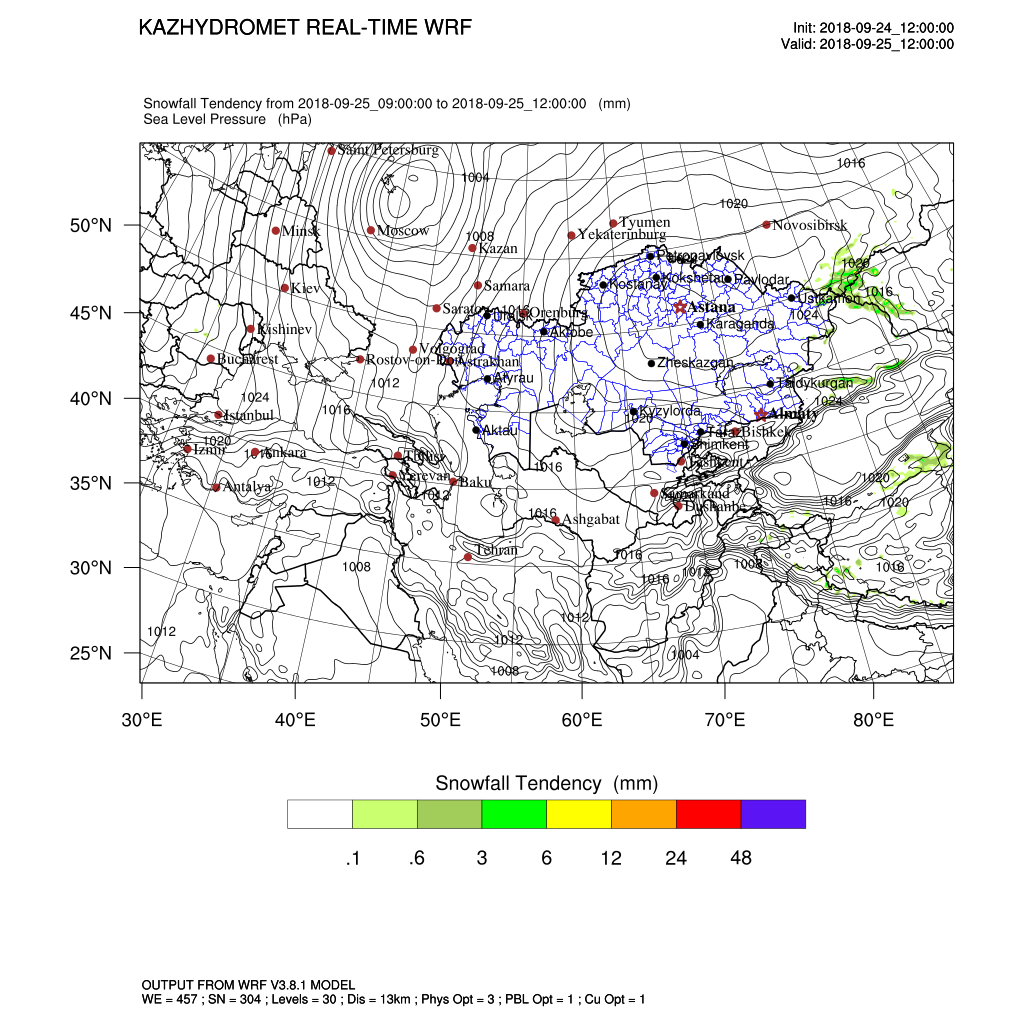 KAZHYDROMET REAL-TIME WRF
Init: 2018-09-24_12:00:00
Valid: 2018-09-25_12:00:00
Snowfall Tendency from 2018-09-25_09:00:00 to 2018-09-25_12:00:00 (mm)
Sea Level Pressure (hPa)
Saint Petersburg
1016
1004
1020
50°N
Minsk
Moscow
1008
Tyumen
Yekaterinburg
Novosibirsk
Kazan
Petropavlovsk
1020
Kiev
Samara
Kostanay
Kokshetau
Pavlodar
1016
Ustkamen
45°N
Saratov
1016
Orenburg
Astana
1024
Kishinev
Aktobe
Karaganda
Volgograd
Bucharest
Rostov-on-Don
Astrakhan
Zheskazgan
1012
Atyrau
Taldykurgan
40°N
1024
1016
1024
Istanbul
Kyzylorda
1020
Almaty
Aktau
Taraz
Bishkek
1020
Izmir
Ankara
Shimkent
Tbilisi
Tashkent
1016
35°N
Antalya
1012
Yerevan
Baku
1012
Samarkand
Dushanbe
1020
1016
1020
1016
Ashgabat
Tehran
1016
30°N
1008
1016
1012
1008
1016
1012
1012
1012
25°N
1004
1008
30°E 40°E 50°E 60°E 70°E 80°E
Snowfall Tendency (mm)
.1 .6 3 6 12 24 48
OUTPUT FROM WRF V3.8.1 MODEL
WE = 457 ; SN = 304 ; Levels = 30 ; Dis = 13km ; Phys Opt = 3 ; PBL Opt = 1 ; Cu Opt = 1